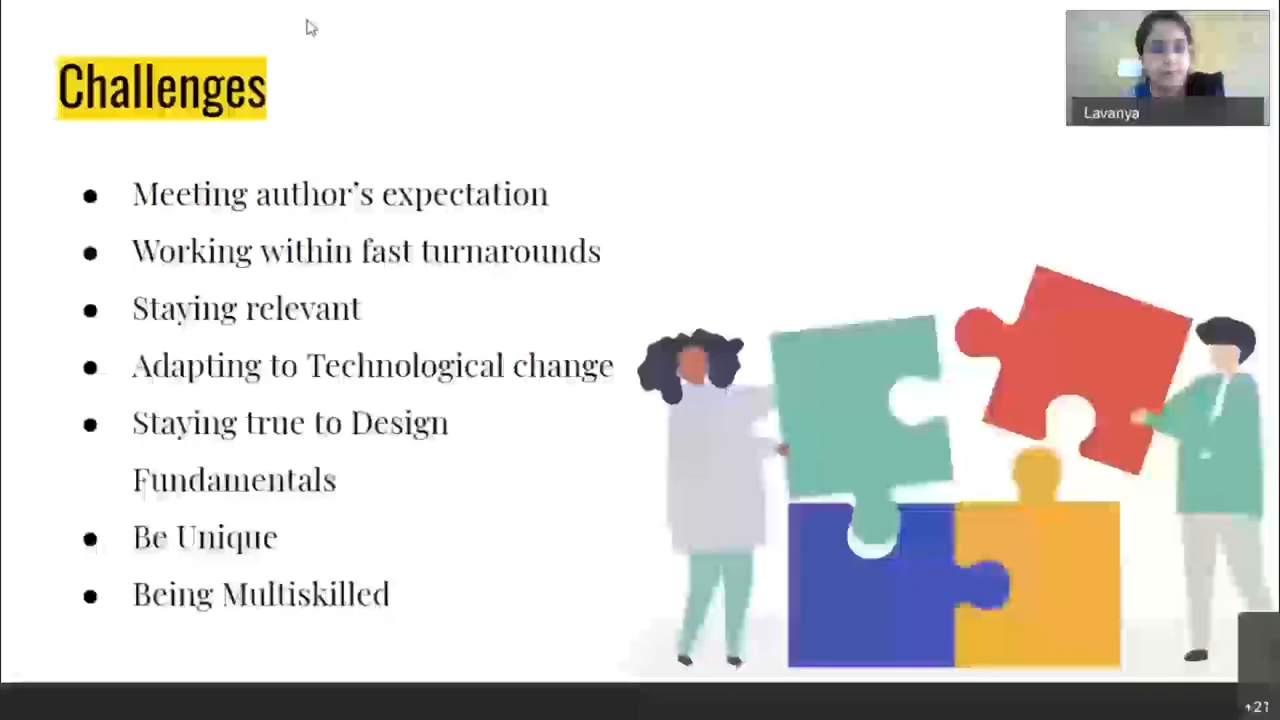 Challenges
Lavanya
● Meeting author's expectation
● Working within fast turnarounds
● Staying relevant
● Adapting to Technological change
● Staying true to Design
Fundamentals
● Be Unique
● Being Multiskilled
+21